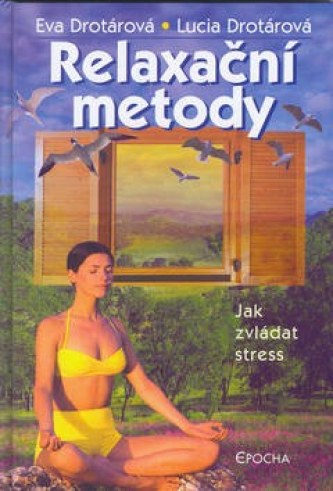 Eva Drotárová • Lucia Drotárová
Relaxační
metody
Jak
zvládat
stress
EPOCHA